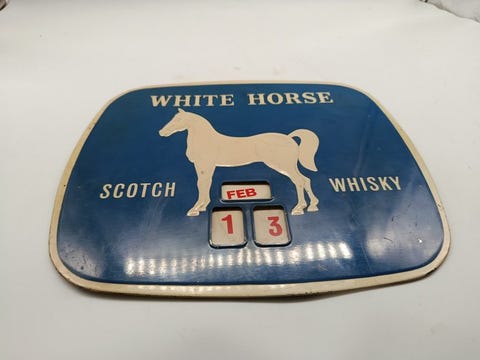 WHITE HORSE
SCOTCH WHISKY
FEB
1 3